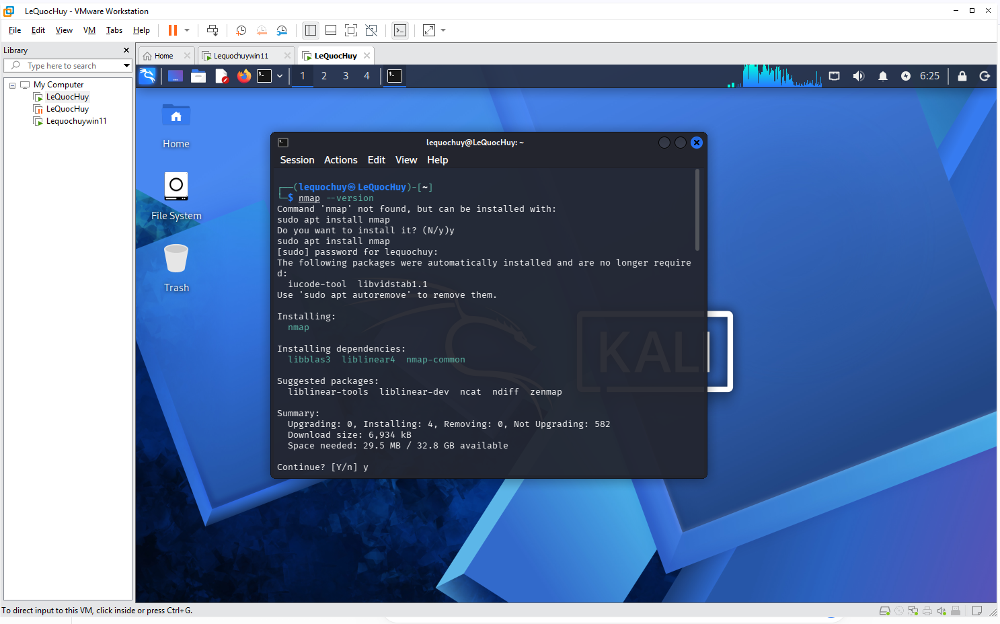 LeQuocHuy - VMware Workstation
File Edit View VM Tabs Help
Library
Type here to search
My Computer
LeQuocHuy
LeQuocHuy
Lequochuywin11
Home Lequochuywin11 LeQuocHuy
1 2 3 4 6:25
Home
File System
Trash
lequochuy@LeQuocHuy: ~
Session Actions Edit View Help
┌──(lequochuy㉿LeQuocHuy)-[~]
└─$ nmap --version
Command 'nmap' not found, but can be installed with:
sudo apt install nmap
Do you want to install it? (N/y)y
sudo apt install nmap
[sudo] password for lequochuy:
The following packages were automatically installed and are no longer require
d:
iucode-tool libvidstab1.1
Use 'sudo apt autoremove' to remove them.
Installing:
nmap
Installing dependencies:
libblas3 liblinear4 nmap-common
Suggested packages:
liblinear-tools liblinear-dev ncat ndiff zenmap
Summary:
Upgrading: 0, Installing: 4, Removing: 0, Not Upgrading: 582
Download size: 6,934 kB
Space needed: 29.5 MB / 32.8 GB available
Continue? [Y/n] y
KALI
To direct input to this VM, click inside or press Ctrl+G.